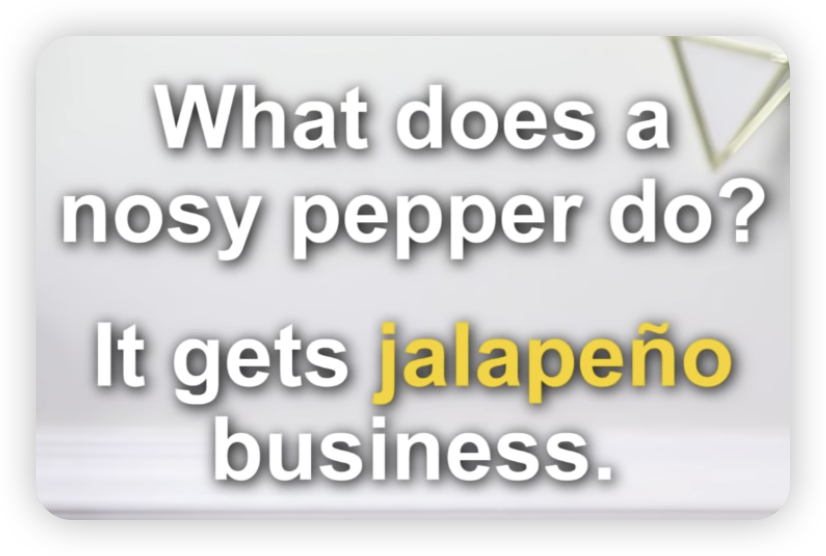 What does a
nosy pepper do?
It gets jalapeño
business.